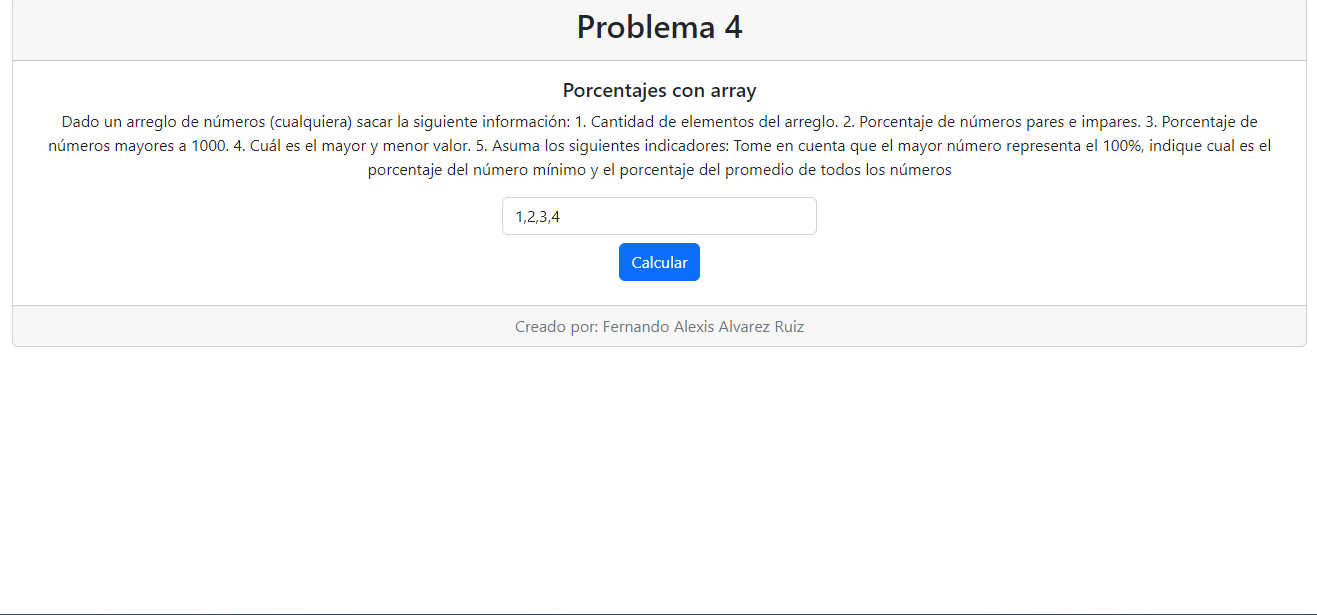 Problema 4
Porcentajes con array
Dado un arreglo de números (cualquiera) sacar la siguiente información: 1. Cantidad de elementos del arreglo. 2. Porcentaje de números pares e impares. 3. Porcentaje de
números mayores a 1000. 4. Cuál es el mayor y menor valor. 5. Asuma los siguientes indicadores: Tome en cuenta que el mayor número representa el 100%, indique cual es el
porcentaje del número mínimo y el porcentaje del promedio de todos los números
1,2,3,4
Calcular
Creado por: Fernando Alexis Alvarez Ruiz